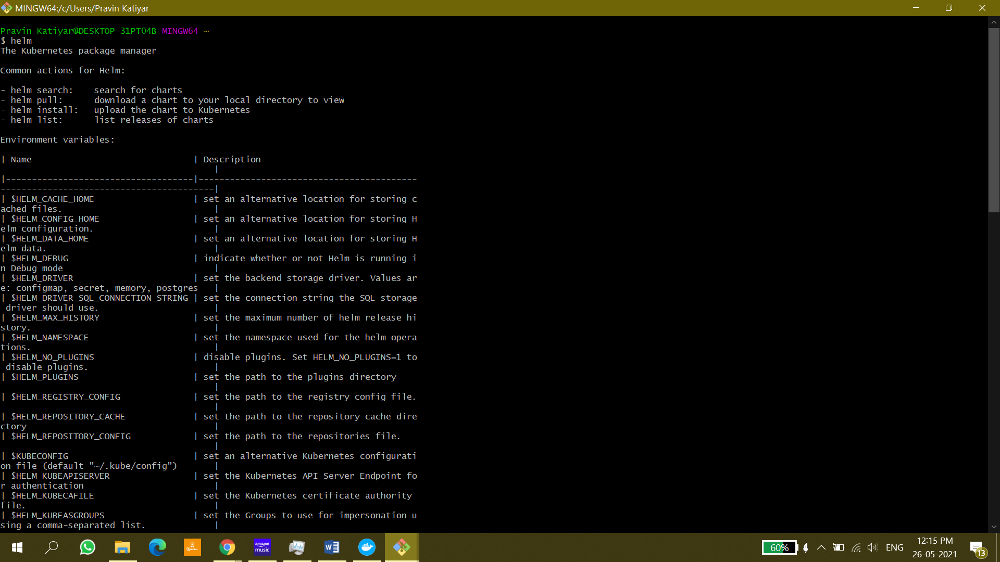 MINGW64:/c/Users/Pravin Katiyar
Pravin Katiyar@DESKTOP-31PTO4B MINGW64 ~
$ helm
The Kubernetes package manager
Common actions for Helm:
- helm search:    search for charts
- helm pull:      download a chart to your local directory to view
- helm install:   upload the chart to Kubernetes
- helm list:      list releases of charts
Environment variables:
| Name                               | Description
|
|------------------------------------|------------------------------------------
-----------------------------------------|
| $HELM_CACHE_HOME                   | set an alternative location for storing c
ached files.                             |
| $HELM_CONFIG_HOME                  | set an alternative location for storing H
elm configuration.                       |
| $HELM_DATA_HOME                    | set an alternative location for storing H
elm data.                                |
| $HELM_DEBUG                        | indicate whether or not Helm is running i
n Debug mode                             |
| $HELM_DRIVER                       | set the backend storage driver. Values ar
e: configmap, secret, memory, postgres   |
| $HELM_DRIVER_SQL_CONNECTION_STRING | set the connection string the SQL storage
 driver should use.                      |
| $HELM_MAX_HISTORY                  | set the maximum number of helm release hi
story.                                   |
| $HELM_NAMESPACE                    | set the namespace used for the helm opera
tions.                                   |
| $HELM_NO_PLUGINS                   | disable plugins. Set HELM_NO_PLUGINS=1 to
 disable plugins.                        |
| $HELM_PLUGINS                      | set the path to the plugins directory
|
| $HELM_REGISTRY_CONFIG              | set the path to the registry config file.
|
| $HELM_REPOSITORY_CACHE             | set the path to the repository cache dire
ctory                                    |
| $HELM_REPOSITORY_CONFIG            | set the path to the repositories file.
|
| $KUBECONFIG                        | set an alternative Kubernetes configurati
on file (default "~/.kube/config")       |
| $HELM_KUBEAPISERVER                | set the Kubernetes API Server Endpoint fo
r authentication                         |
| $HELM_KUBECAFILE                   | set the Kubernetes certificate authority
file.                                    |
| $HELM_KUBEASGROUPS                 | set the Groups to use for impersonation u
sing a comma-separated list.             |
amazon
music
60%
ENG
12:15 PM
26-05-2021
13